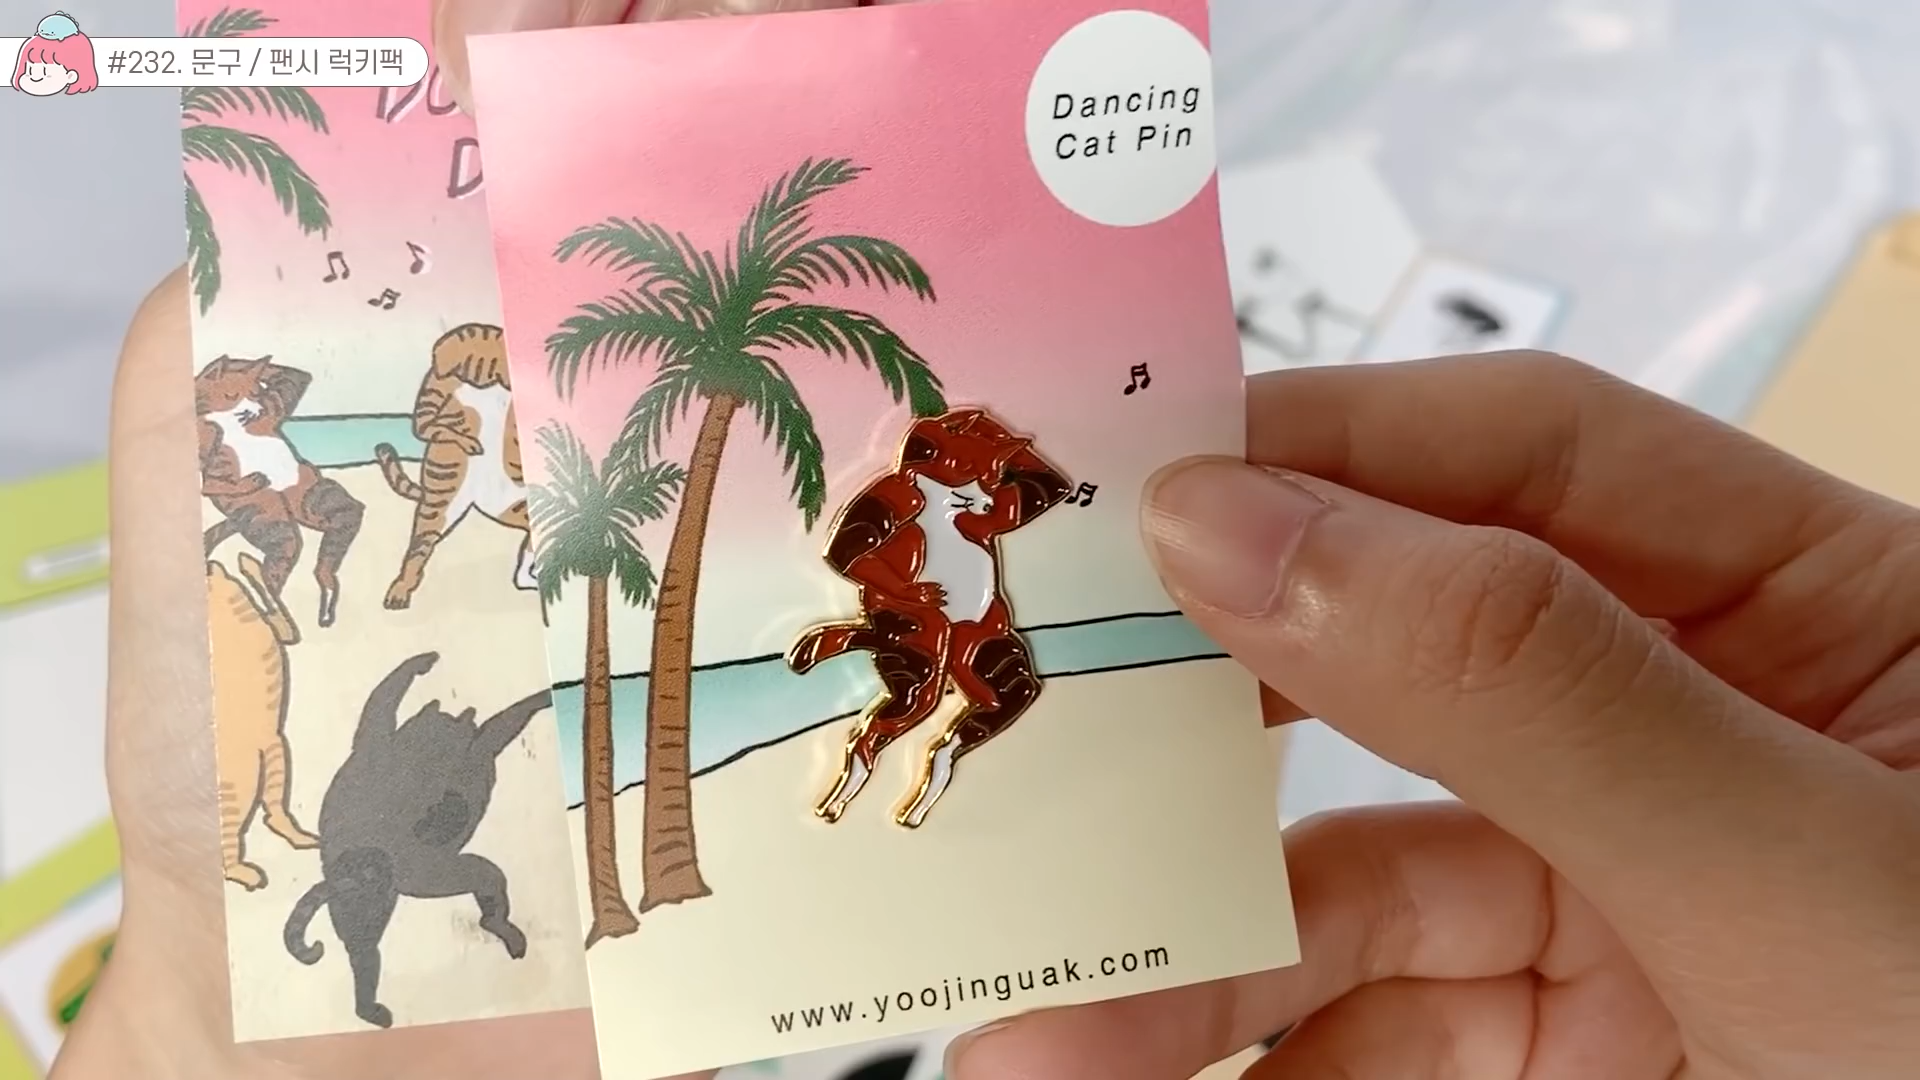 #232. 문구 / 팬시 럭키팩
Dancing
Cat Pin
www.yoojinguak.com